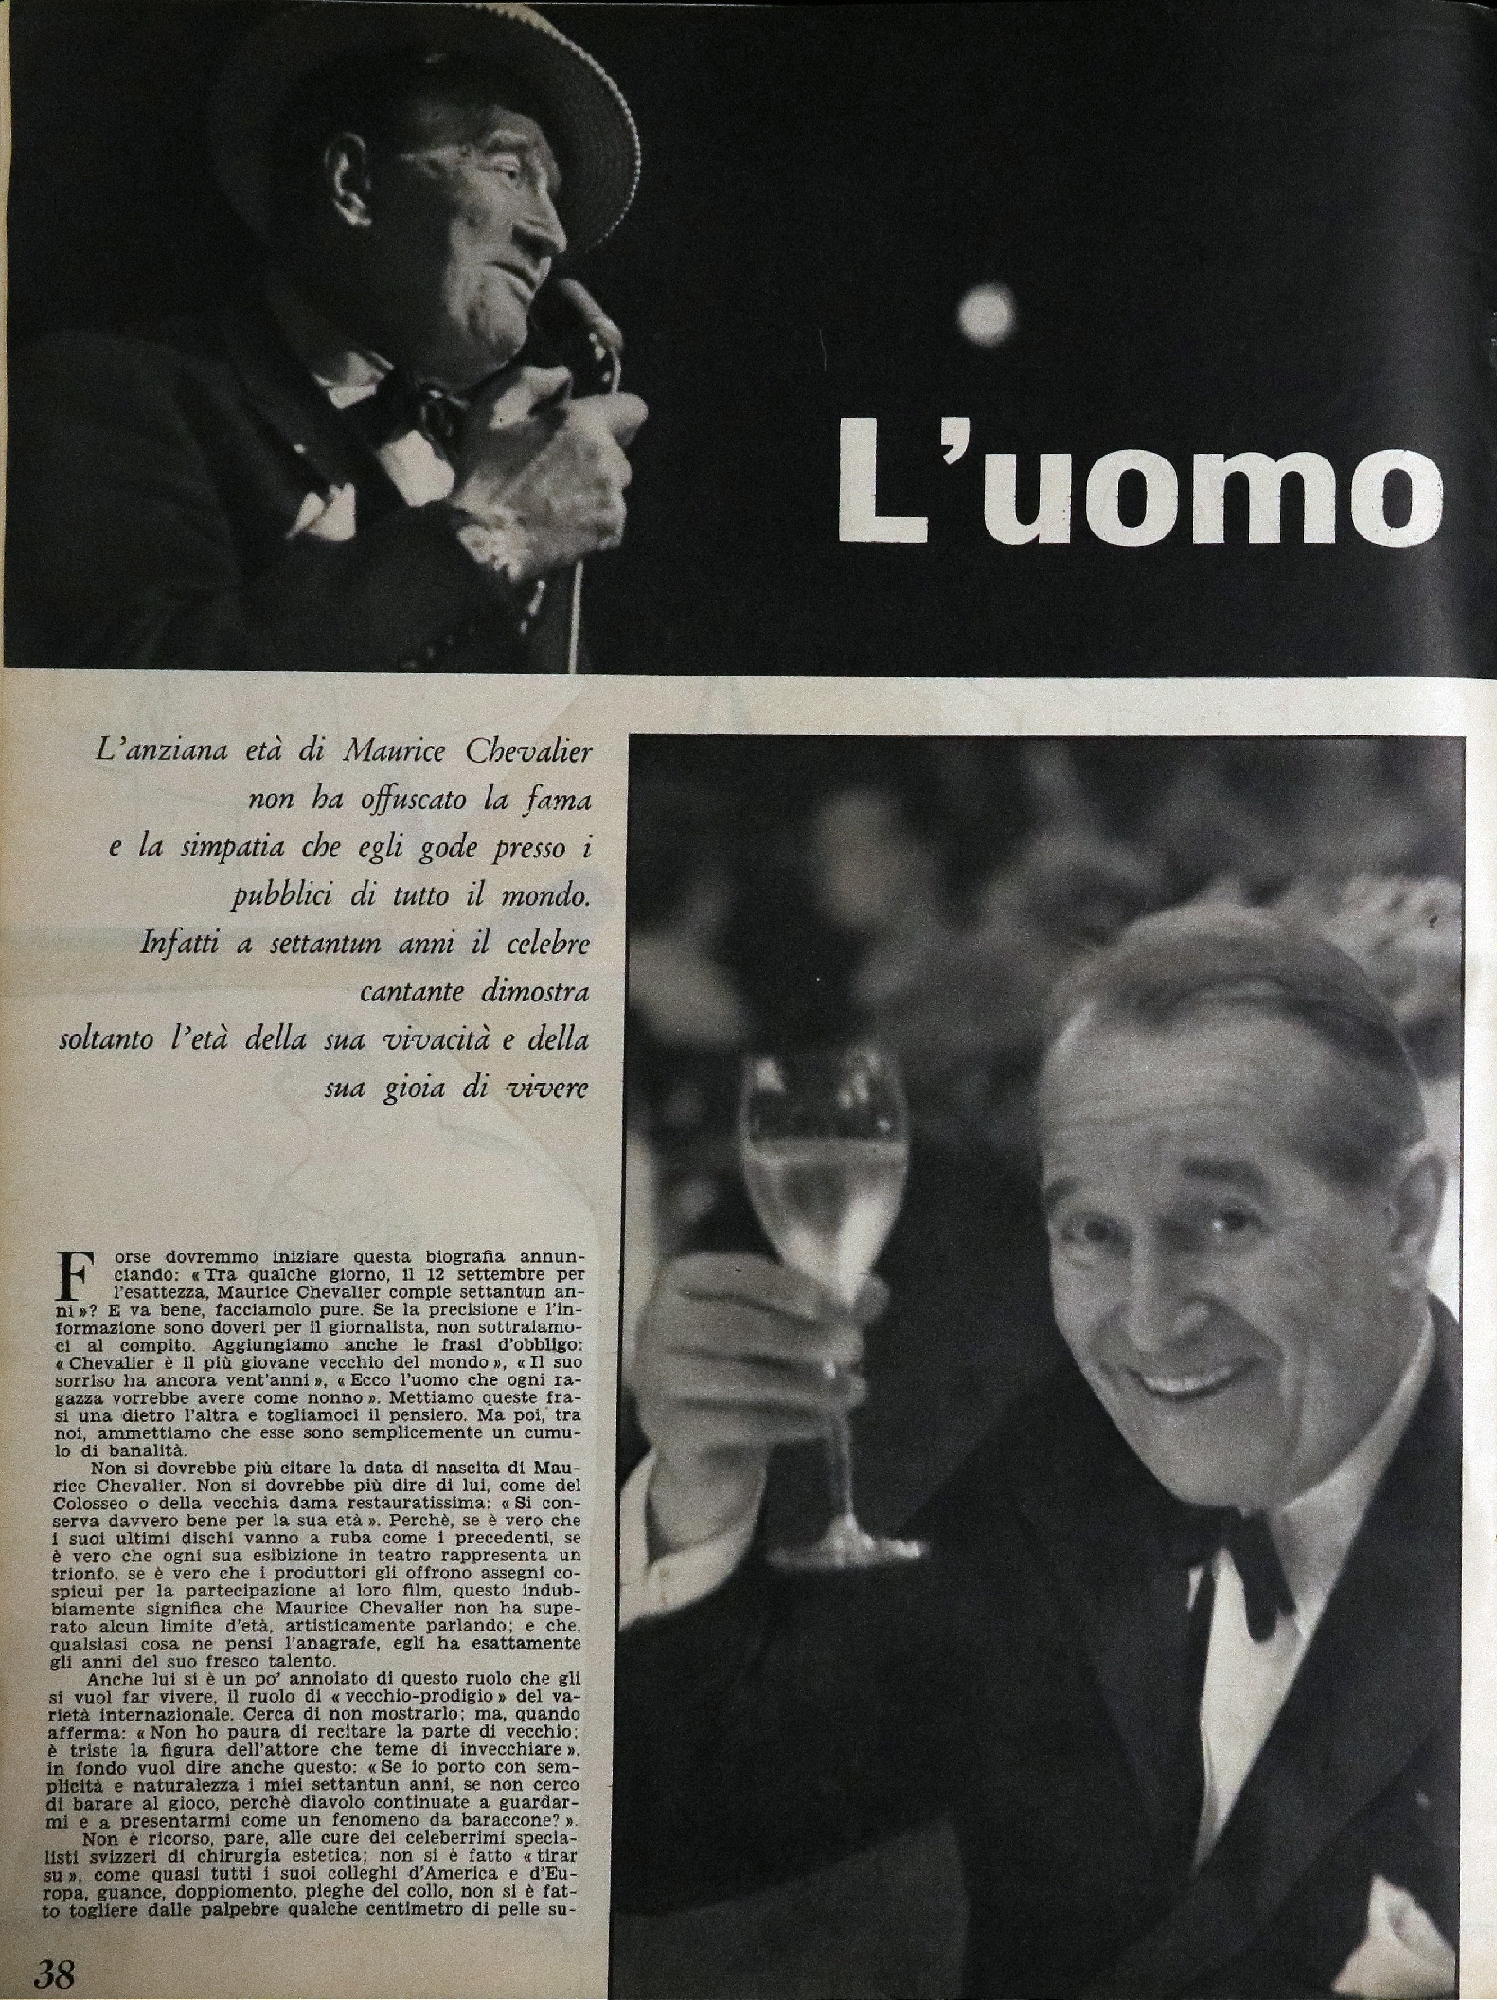 L'uomo
L'anziana età di Maurice Chevalier
non ha offuscato la fama
e la simpatia che egli gode presso i
pubblici di tutto il mondo.
Infatti a settantun anni il celebre
cantante dimostra
soltanto l'età della sua vivacità e della
sua gioia di vivere
Forse dovremmo iniziare questa biografia annun-
ciando: «Tra qualche giorno, il 12 settembre per
l'esattezza, Maurice Chevalier compie settantun an-
ni»? E va bene, facciamolo pure. Se la precisione e l'in-
formazione sono doveri per il giornalista, non sottraiamo-
ci al compito. Aggiungiamo anche le frasi d'obbligo:
«Chevalier è il più giovane vecchio del mondo», «Il suo
sorriso ha ancora vent'anni», «Ecco l'uomo che ogni ra-
gazza vorrebbe avere come nonno». Mettiamo queste fra-
si una dietro l'altra e togliamoci il pensiero. Ma poi, tra
noi, ammettiamo che esse sono semplicemente un cumu-
lo di banalità.
Non si dovrebbe più citare la data di nascita di Mau-
rice Chevalier. Non si dovrebbe più dire di lui, come del
Colosseo o della vecchia dama restauratissima: «Si con-
serva davvero bene per la sua età». Perchè, se è vero che
i suoi ultimi dischi vanno a ruba come i precedenti, se
è vero che ogni sua esibizione in teatro rappresenta un
trionfo, se è vero che i produttori gli offrono assegni co-
spicui per la partecipazione ai loro film, questo indub-
biamente significa che Maurice Chevalier non ha supe-
rato alcun limite d'età, artisticamente parlando; e che,
qualsiasi cosa ne pensi l'anagrafe, egli ha esattamente
gli anni del suo fresco talento.
Anche lui si è un po' annoiato di questo ruolo che gli
si vuol far vivere, il ruolo di «vecchio-prodigio» del va-
rietà internazionale. Cerca di non mostrarlo; ma, quando
afferma: «Non ho paura di recitare la parte di vecchio;
è triste la figura dell'attore che teme di invecchiare»,
in fondo vuol dire anche questo: «Se io porto con sem-
plicità e naturalezza i miei settantun anni, se non cerco
di barare al gioco, perchè diavolo continuate a guardar-
mi e a presentarmi come un fenomeno da baraccone?».
Non è ricorso, pare, alle cure dei celeberrimi specia-
listi svizzeri di chirurgia estetica; non si è fatto «tirar
su», come quasi tutti i suoi colleghi d'America e d'Eu-
ropa, guance, doppiomento, pieghe del collo, non si è fat-
to togliere dalle palpebre qualche centimetro di pelle su-
38